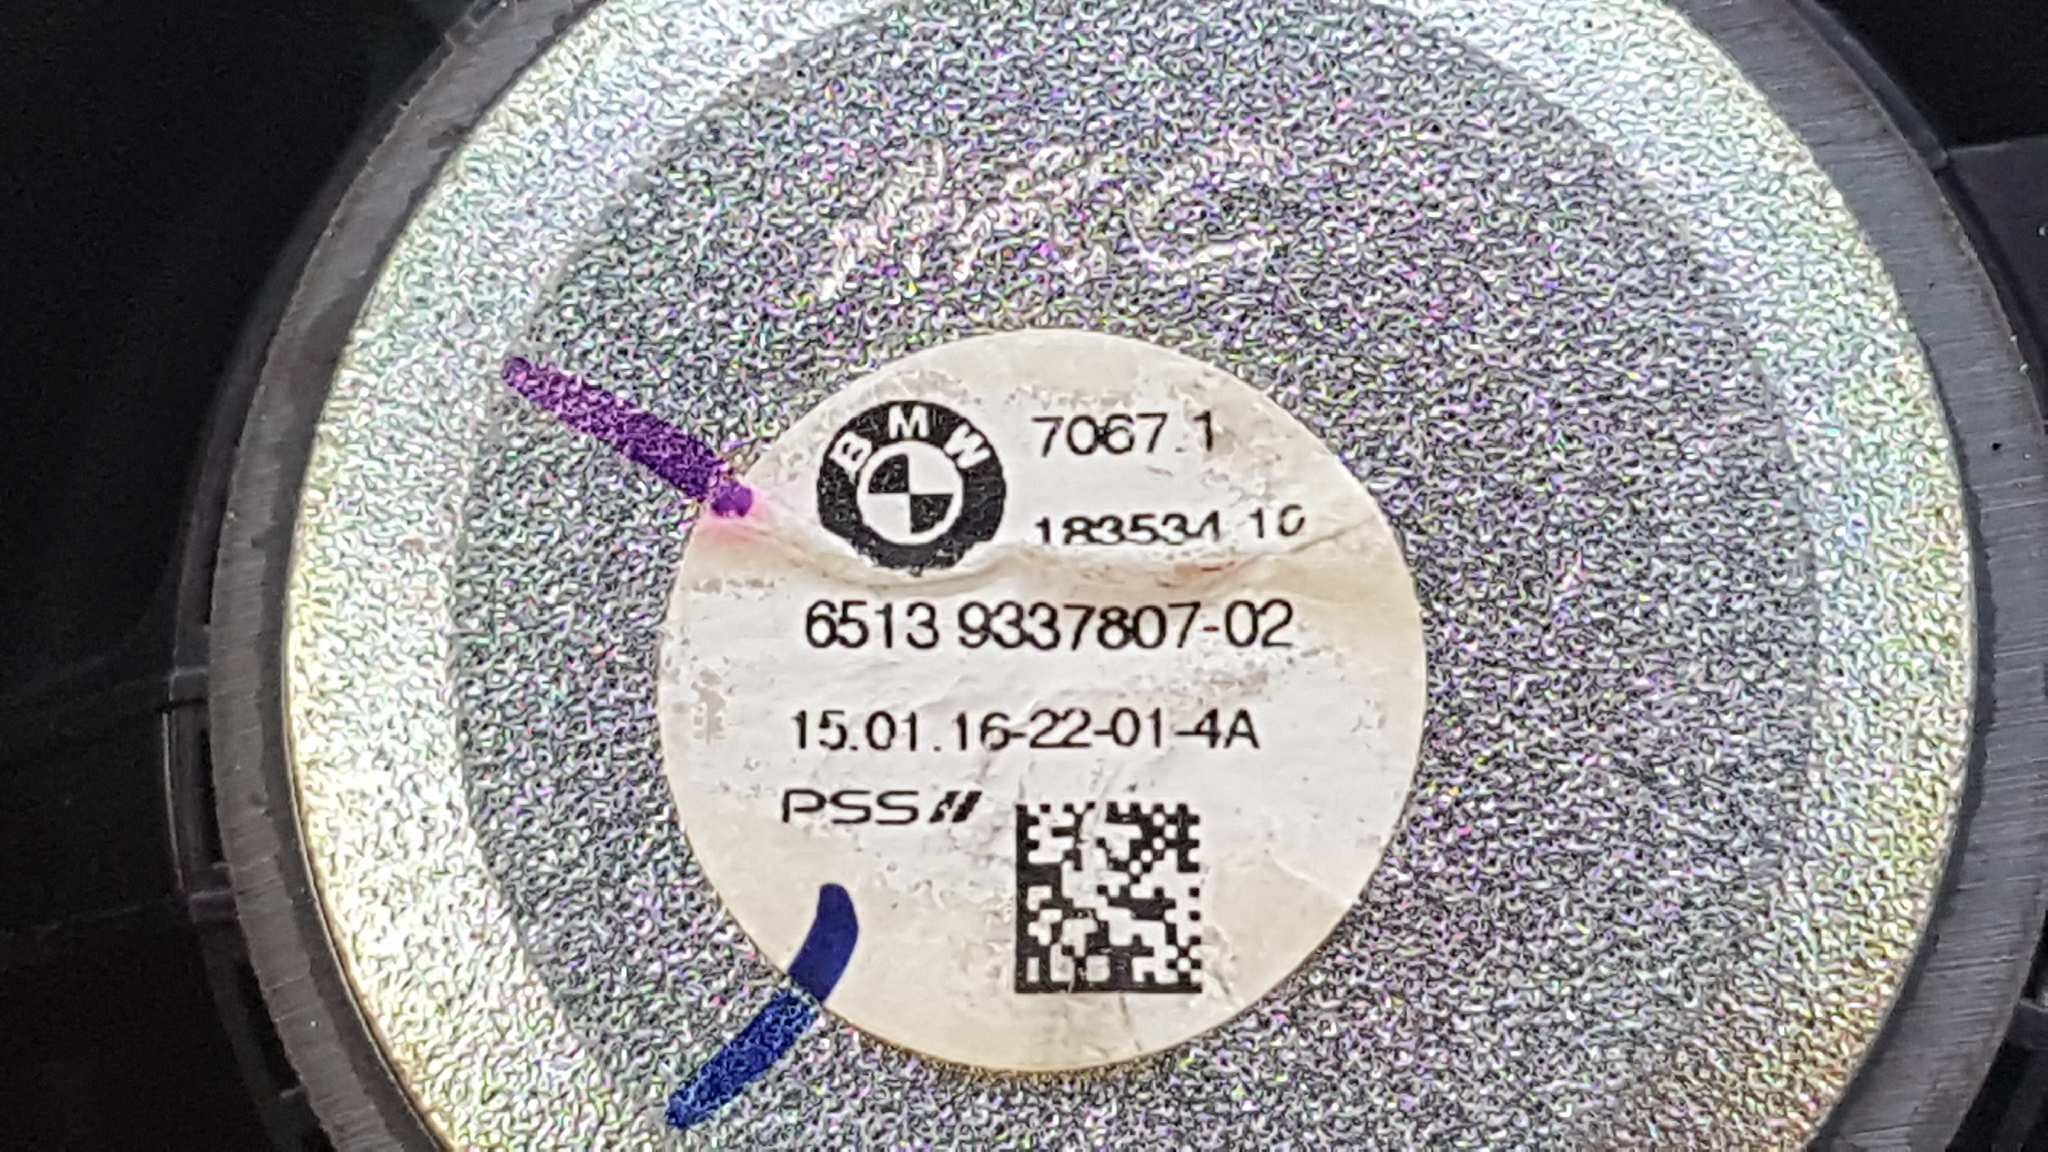 BMW
7067.1
183534 10
6513 9337807-02
15.01.16-22-01-4A
PSS